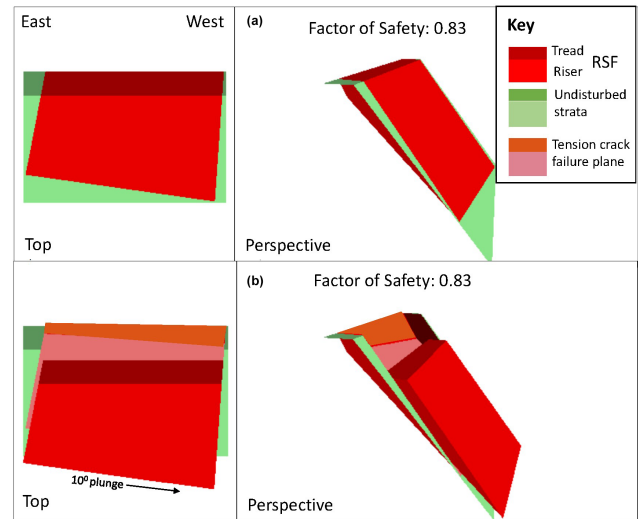 East West
(a)
Factor of Safety: 0.83
Top
Perspective
Key
Tread
Riser
RSF
Undisturbed
strata
Tension crack
failure plane
(b)
Factor of Safety: 0.83
10⁰ plunge
Top
Perspective